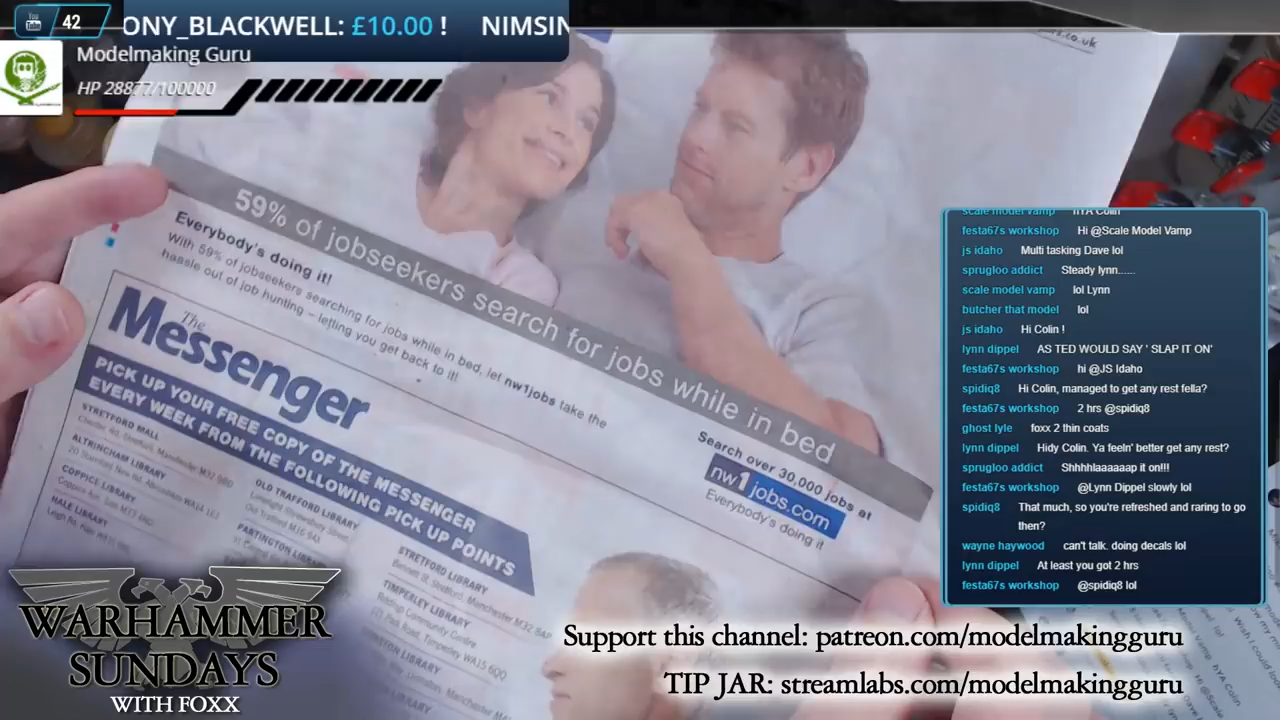 42
ONY_BLACKWELL: £10.00 ! NIMSIN
Modelmaking Guru
HP 28877/100000
.co.uk
59% of jobseekers search for jobs while in bed
Everybody's doing it!
With 59% of jobseekers searching for jobs while in bed, let nw1jobs take the
hassle out of job hunting – letting you get back to it!
Search over 30,000 jobs at
nw1jobs.com
Everybody's doing it
The
Messenger
PICK UP YOUR FREE COPY OF THE MESSENGER
EVERY WEEK FROM THE FOLLOWING PICK UP POINTS
STRETFORD MALL
ALTRINCHAM LIBRARY
COPPICE LIBRARY
HALE LIBRARY
OLD TRAFFORD LIBRARY
PARTINGTON LIBRARY
STRETFORD LIBRARY
TIMPERLEY LIBRARY
scale model vamp hYA Colin
festa67s workshop Hi @Scale Model Vamp
js idaho Multi tasking Dave lol
sprugloo addict Steady lynn......
scale model vamp lol Lynn
butcher that model lol
js idaho Hi Colin !
lynn dippel AS TED WOULD SAY ' SLAP IT ON'
festa67s workshop hi @JS Idaho
spidiq8 Hi Colin, managed to get any rest fella?
festa67s workshop 2 hrs @spidiq8
ghost lyle foxx 2 thin coats
lynn dippel Hidy Colin. Ya feeln' better get any rest?
sprugloo addict Shhhhlaaaaaap it on!!!
festa67s workshop @Lynn Dippel slowly lol
spidiq8 That much, so you're refreshed and raring to go
then?
wayne haywood can't talk. doing decals lol
lynn dippel At least you got 2 hrs
festa67s workshop @spidiq8 lol
WARHAMMER
SUNDAYS
WITH FOXX
Support this channel: patreon.com/modelmakingguru
TIP JAR: streamlabs.com/modelmakingguru